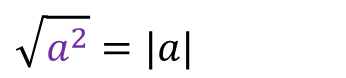 √a² = |a|